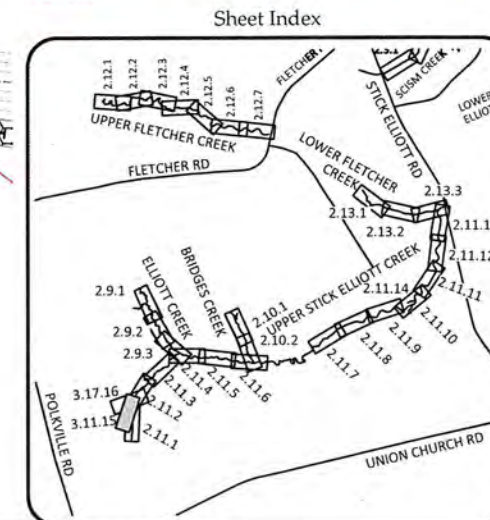 Sheet Index
2.12.1
2.12.2
2.12.3
2.12.4
2.12.5
2.12.6
2.12.7
UPPER FLETCHER CREEK
FLETCHER RD
SCISM CREEK
STICK ELLIOTT RD
LOWER
LOWER FLETCHER
CREEK
2.13.1
2.13.2
2.13.3
2.11.12
2.11.11
2.11.10
2.11.9
2.11.8
2.11.7
2.11.14
UPPER STICK ELLIOTT CREEK
BRIDGES CREEK
2.10.1
2.10.2
ELLIOTT CREEK
2.9.1
2.9.2
2.9.3
2.11.6
2.11.5
2.11.4
2.11.3
2.11.2
2.11.1
3.17.16
3.11.15
POLKVILLE RD
UNION CHURCH RD